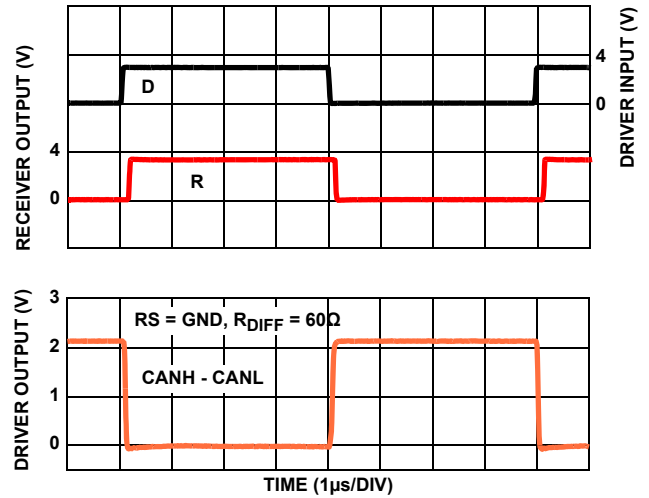 RECEIVER OUTPUT (V)
4
0
D
R
4
0
DRIVER INPUT (V)
DRIVER OUTPUT (V)
3
2
1
0
RS = GND, RDIFF = 60Ω
CANH - CANL
TIME (1µs/DIV)